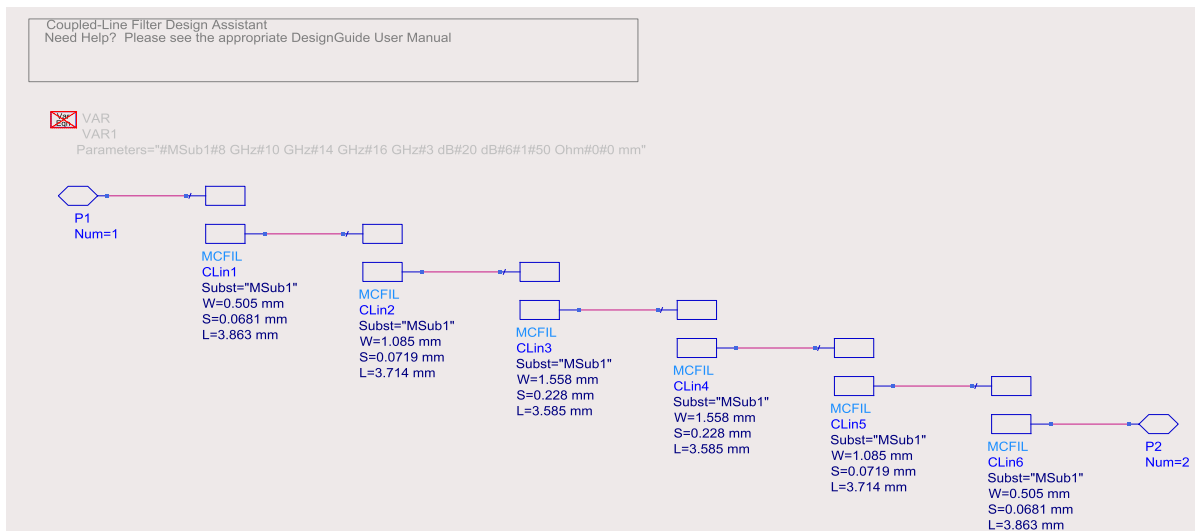 Coupled-Line Filter Design Assistant
Need Help?  Please see the appropriate DesignGuide User Manual
Var
Eqn
VAR
VAR1
Parameters="#MSub1#8 GHz#10 GHz#14 GHz#16 GHz#3 dB#20 dB#6#1#50 Ohm#0#0 mm"
P1
Num=1
MCFIL
CLin1
Subst="MSub1"
W=0.505 mm
S=0.0681 mm
L=3.863 mm
MCFIL
CLin2
Subst="MSub1"
W=1.085 mm
S=0.0719 mm
L=3.714 mm
MCFIL
CLin3
Subst="MSub1"
W=1.558 mm
S=0.228 mm
L=3.585 mm
MCFIL
CLin4
Subst="MSub1"
W=1.558 mm
S=0.228 mm
L=3.585 mm
MCFIL
CLin5
Subst="MSub1"
W=1.085 mm
S=0.0719 mm
L=3.714 mm
MCFIL
CLin6
Subst="MSub1"
W=0.505 mm
S=0.0681 mm
L=3.863 mm
P2
Num=2